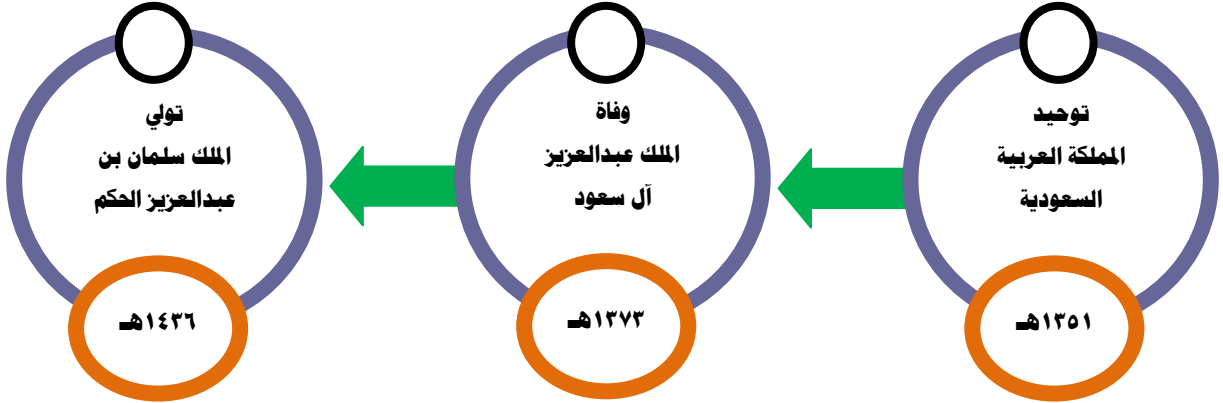 توحيد
المملكة العربية
السعودية
١٣٥١هـ
وفاة
الملك عبدالعزيز
آل سعود
١٣٧٣هـ
تولي
الملك سلمان بن
عبدالعزيز الحكم
١٤٣٦هـ